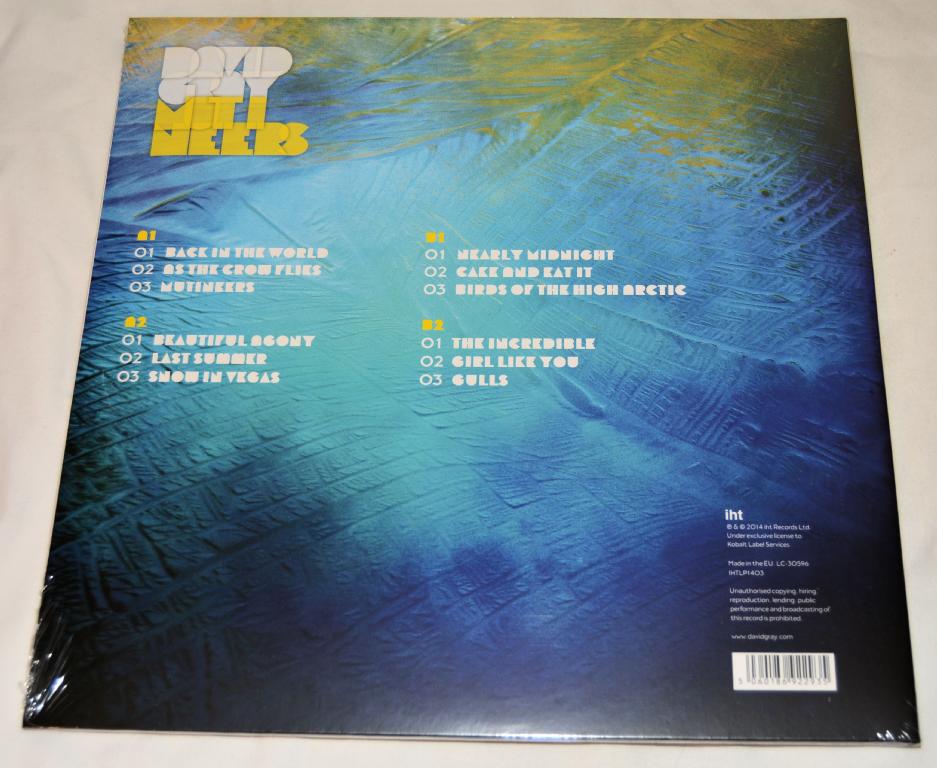 DAVID
GRAY
MUTI
NEERS
A1
01 BACK IN THE WORLD
02 AS THE CROW FLIES
03 MUTINEERS
A2
01 BEAUTIFUL AGONY
02 LAST SUMMER
03 SNOW IN VEGAS
B1
01 NEARLY MIDNIGHT
02 CAKE AND EAT IT
03 BIRDS OF THE HIGH ARCTIC
B2
01 THE INCREDIBLE
02 GIRL LIKE YOU
03 GULLS
iht
℗ & © 2014 iht Records Ltd.
Under exclusive license to
Kobalt Label Services
Made in the EU LC-30596
IHTLP1403
Unauthorised copying, hiring,
reproduction, lending, public
performance and broadcasting of
this record is prohibited.
www.davidgray.com
5 060186 922935